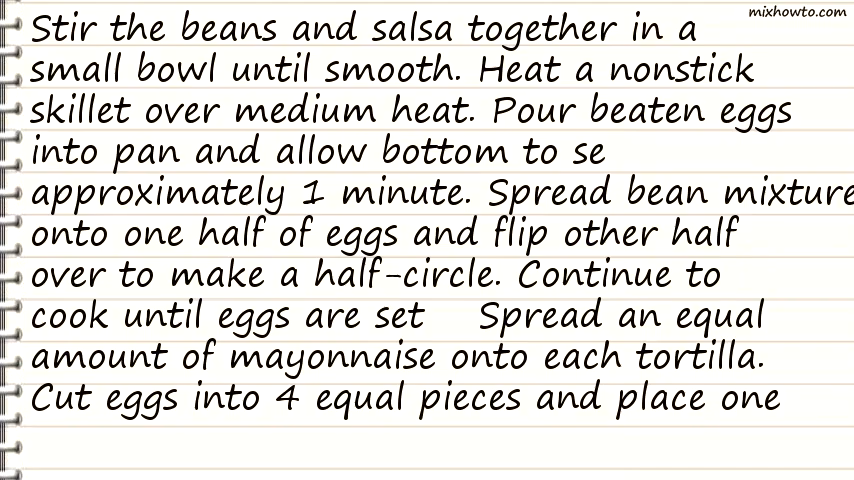 mixhowto.com
Stir the beans and salsa together in a
small bowl until smooth. Heat a nonstick
skillet over medium heat. Pour beaten eggs
into pan and allow bottom to se
approximately 1 minute. Spread bean mixture
onto one half of eggs and flip other half
over to make a half-circle. Continue to
cook until eggs are set    Spread an equal
amount of mayonnaise onto each tortilla.
Cut eggs into 4 equal pieces and place one